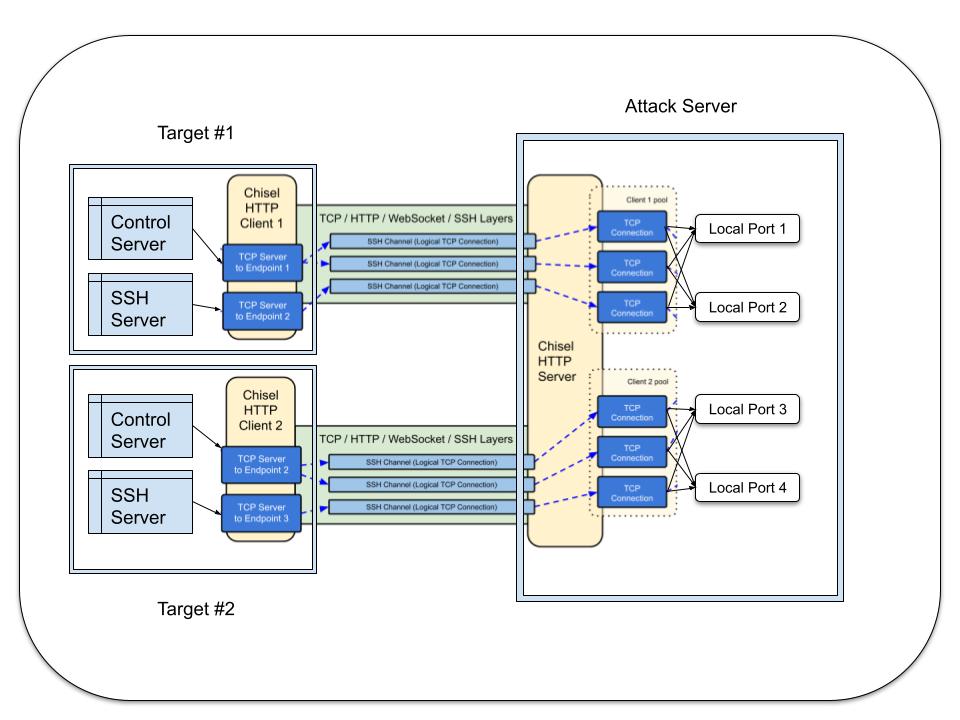 Attack Server
Target #1
Chisel
HTTP
Client 1
Control
Server
SSH
Server
TCP Server
to Endpoint 1
TCP Server
to Endpoint 2
TCP / HTTP / WebSocket / SSH Layers
SSH Channel (Logical TCP Connection)
SSH Channel (Logical TCP Connection)
SSH Channel (Logical TCP Connection)
Client 1 pool
TCP
Connection
TCP
Connection
TCP
Connection
Local Port 1
Local Port 2
Chisel
HTTP
Server
Chisel
HTTP
Client 2
Control
Server
SSH
Server
TCP Server
to Endpoint 2
TCP Server
to Endpoint 3
TCP / HTTP / WebSocket / SSH Layers
SSH Channel (Logical TCP Connection)
SSH Channel (Logical TCP Connection)
SSH Channel (Logical TCP Connection)
Client 2 pool
TCP
Connection
TCP
Connection
TCP
Connection
Local Port 3
Local Port 4
Target #2